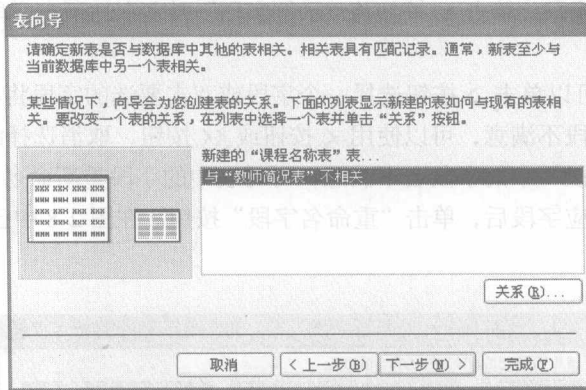 表向导
请确定新表是否与数据库中其他的表相关。相关表具有匹配记录。通常，新表至少与
当前数据库中另一个表相关。
某些情况下，向导会为您创建表的关系。下面的列表显示新建的表如何与现有的表相
关。要改变一个表的关系，在列表中选择一个表并单击“关系”按钮。
新建的“课程名称表”表...
与“教师简况表”不相关
关系(R)...
取消
< 上一步(B)
下一步(N) >
完成(F)